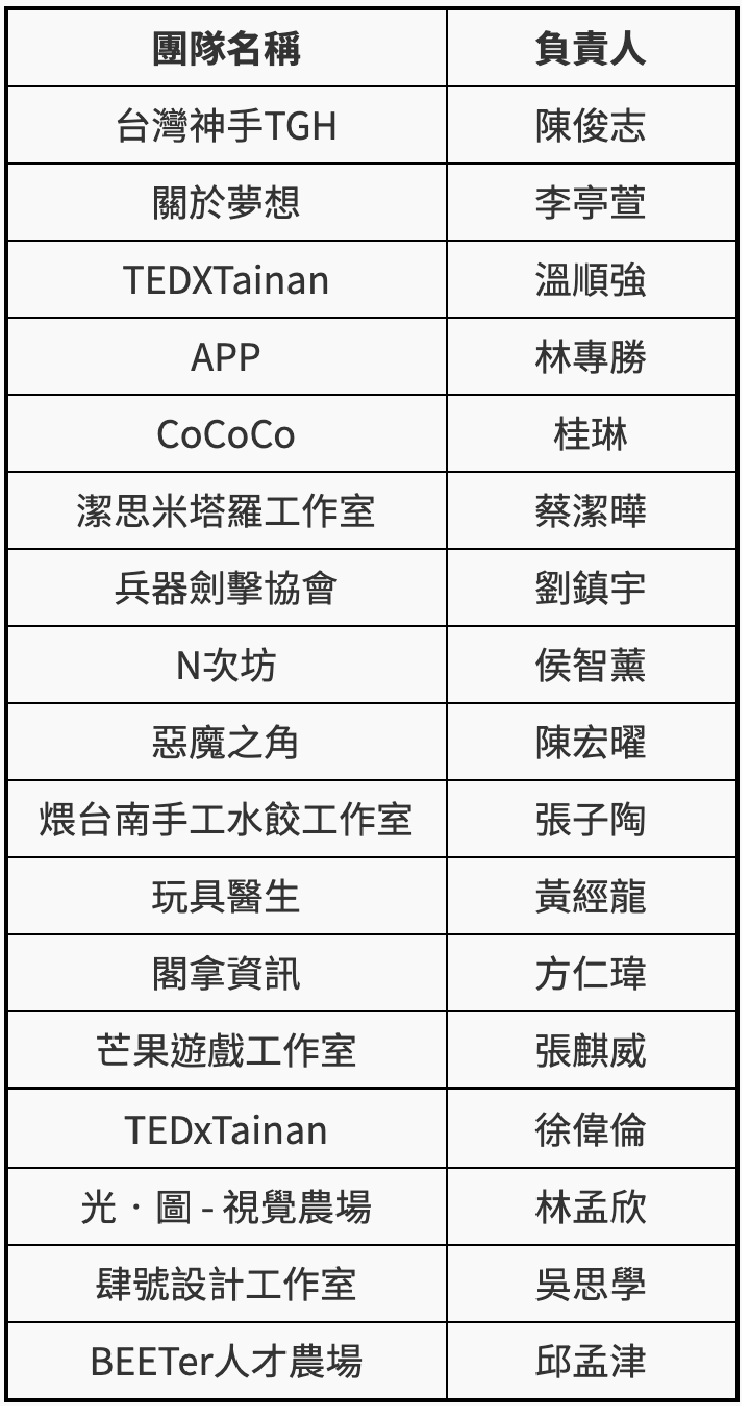 團隊名稱 負責人
台灣神手TGH 陳俊志
關於夢想 李亭萱
TEDXTainan 溫順強
APP 林專勝
CoCoCo 桂琳
潔思米塔羅工作室 蔡潔曄
兵器劍擊協會 劉鎮宇
N次坊 侯智薰
惡魔之角 陳宏曜
煨台南手工水餃工作室 張子陶
玩具醫生 黃經龍
閣拿資訊 方仁瑋
芒果遊戲工作室 張麒威
TEDxTainan 徐偉倫
光．圖 - 視覺農場 林孟欣
肆號設計工作室 吳思學
BEETer人才農場 邱孟津